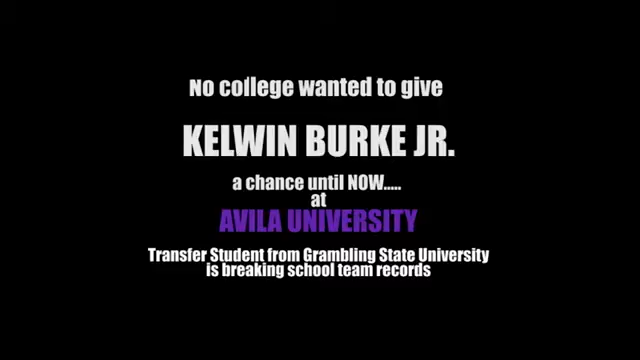 No college wanted to give
KELWIN BURKE JR.
a chance until NOW.....
at
AVILA UNIVERSITY
Transfer Student from Grambling State University
is breaking school team records